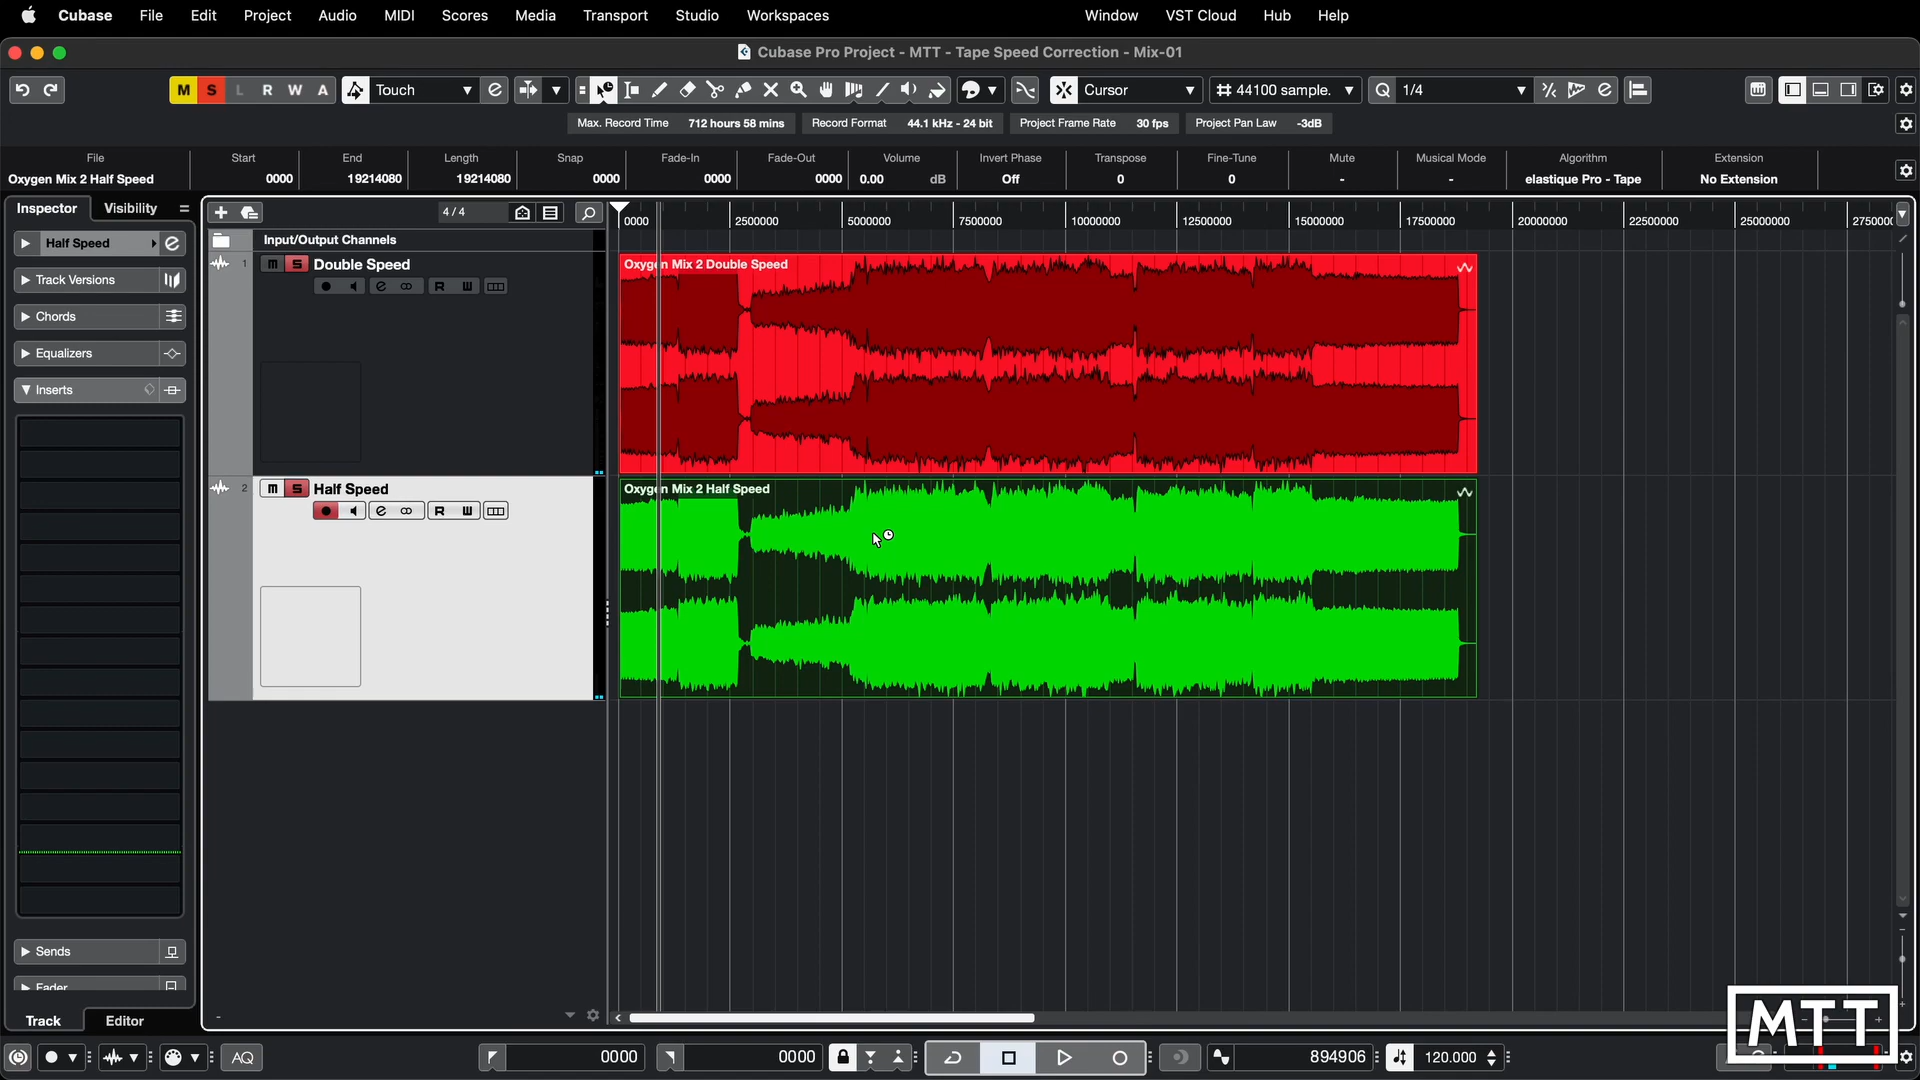 Cubase File Edit Project Audio MIDI Scores Media Transport Studio Workspaces Window VST Cloud Hub Help
Cubase Pro Project - MTT - Tape Speed Correction - Mix-01
M S L R W A Touch Cursor 44100 sample. Q 1/4
Max. Record Time 712 hours 58 mins Record Format 44.1 kHz - 24 bit Project Frame Rate 30 fps Project Pan Law -3dB
File Start End Length Snap Fade-In Fade-Out Volume Invert Phase Transpose Fine-Tune Mute Musical Mode Algorithm Extension
Oxygen Mix 2 Half Speed 0000 19214080 19214080 0000 0000 0000 0.00 dB Off 0 0 - - elastique Pro - Tape No Extension
Inspector Visibility
4 / 4
0000 2500000 5000000 7500000 10000000 12500000 15000000 17500000 20000000 22500000 25000000 27500
Half Speed
Input/Output Channels
1 m S Double Speed
R W
Oxygen Mix 2 Double Speed
Track Versions
Chords
Equalizers
Inserts
2 m S Half Speed
R W
Oxygen Mix 2 Half Speed
Sends
Fader
Track Editor
MTT
AQ 0000 0000 894906 120.000